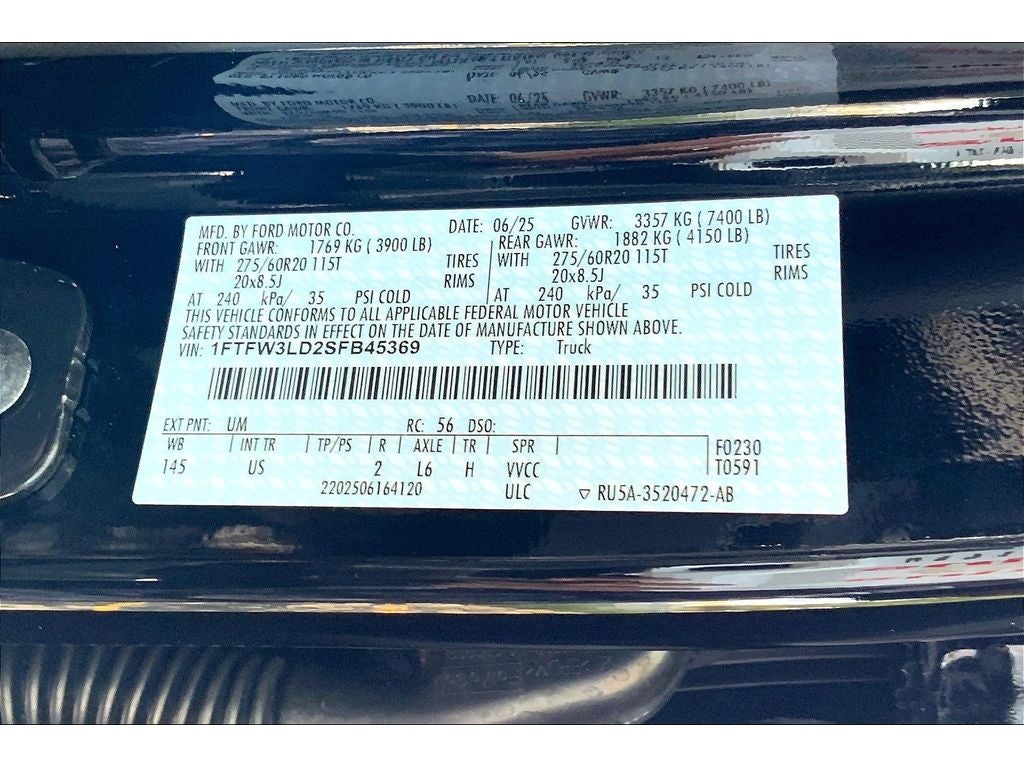 MFD. BY FORD MOTOR CO. DATE: 06/25 GVWR: 3357 KG ( 7400 LB)
FRONT GAWR: 1769 KG ( 3900 LB) REAR GAWR: 1882 KG ( 4150 LB)
WITH 275/60R20 115T TIRES WITH 275/60R20 115T TIRES
20x8.5J RIMS 20x8.5J RIMS
AT 240 kPa/ 35 PSI COLD AT 240 kPa/ 35 PSI COLD
THIS VEHICLE CONFORMS TO ALL APPLICABLE FEDERAL MOTOR VEHICLE
SAFETY STANDARDS IN EFFECT ON THE DATE OF MANUFACTURE SHOWN ABOVE.
VIN: 1FTFW3LD2SFB45369 TYPE: Truck
EXT PNT: UM RC: 56 DSO:
WB INT TR TP/PS R AXLE TR SPR F0230
145 US 2 L6 H VVCC T0591
2202506164120 ULC ▽ RU5A-3520472-AB